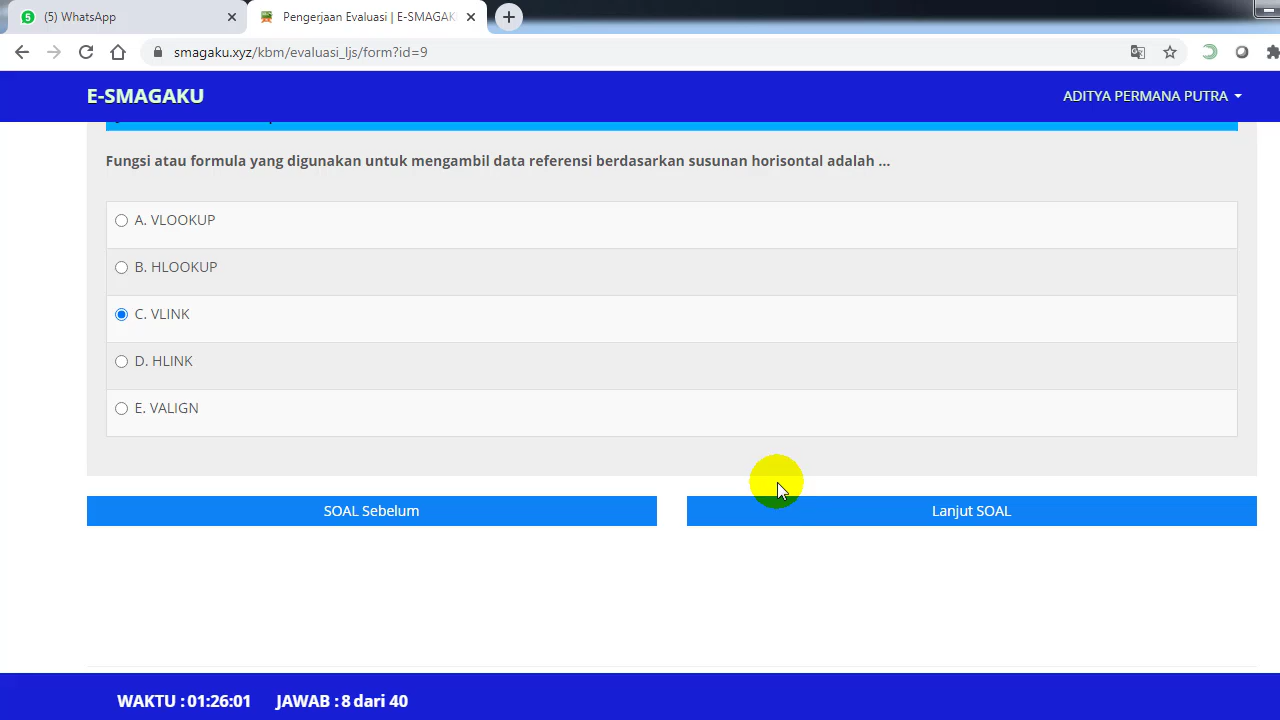 (5) WhatsApp
Pengerjaan Evaluasi | E-SMAGAK
smagaku.xyz/kbm/evaluasi_ljs/form?id=9
E-SMAGAKU
ADITYA PERMANA PUTRA
Fungsi atau formula yang digunakan untuk mengambil data referensi berdasarkan susunan horisontal adalah ...
A. VLOOKUP
B. HLOOKUP
C. VLINK
D. HLINK
E. VALIGN
SOAL Sebelum
Lanjut SOAL
WAKTU : 01:26:01
JAWAB : 8 dari 40